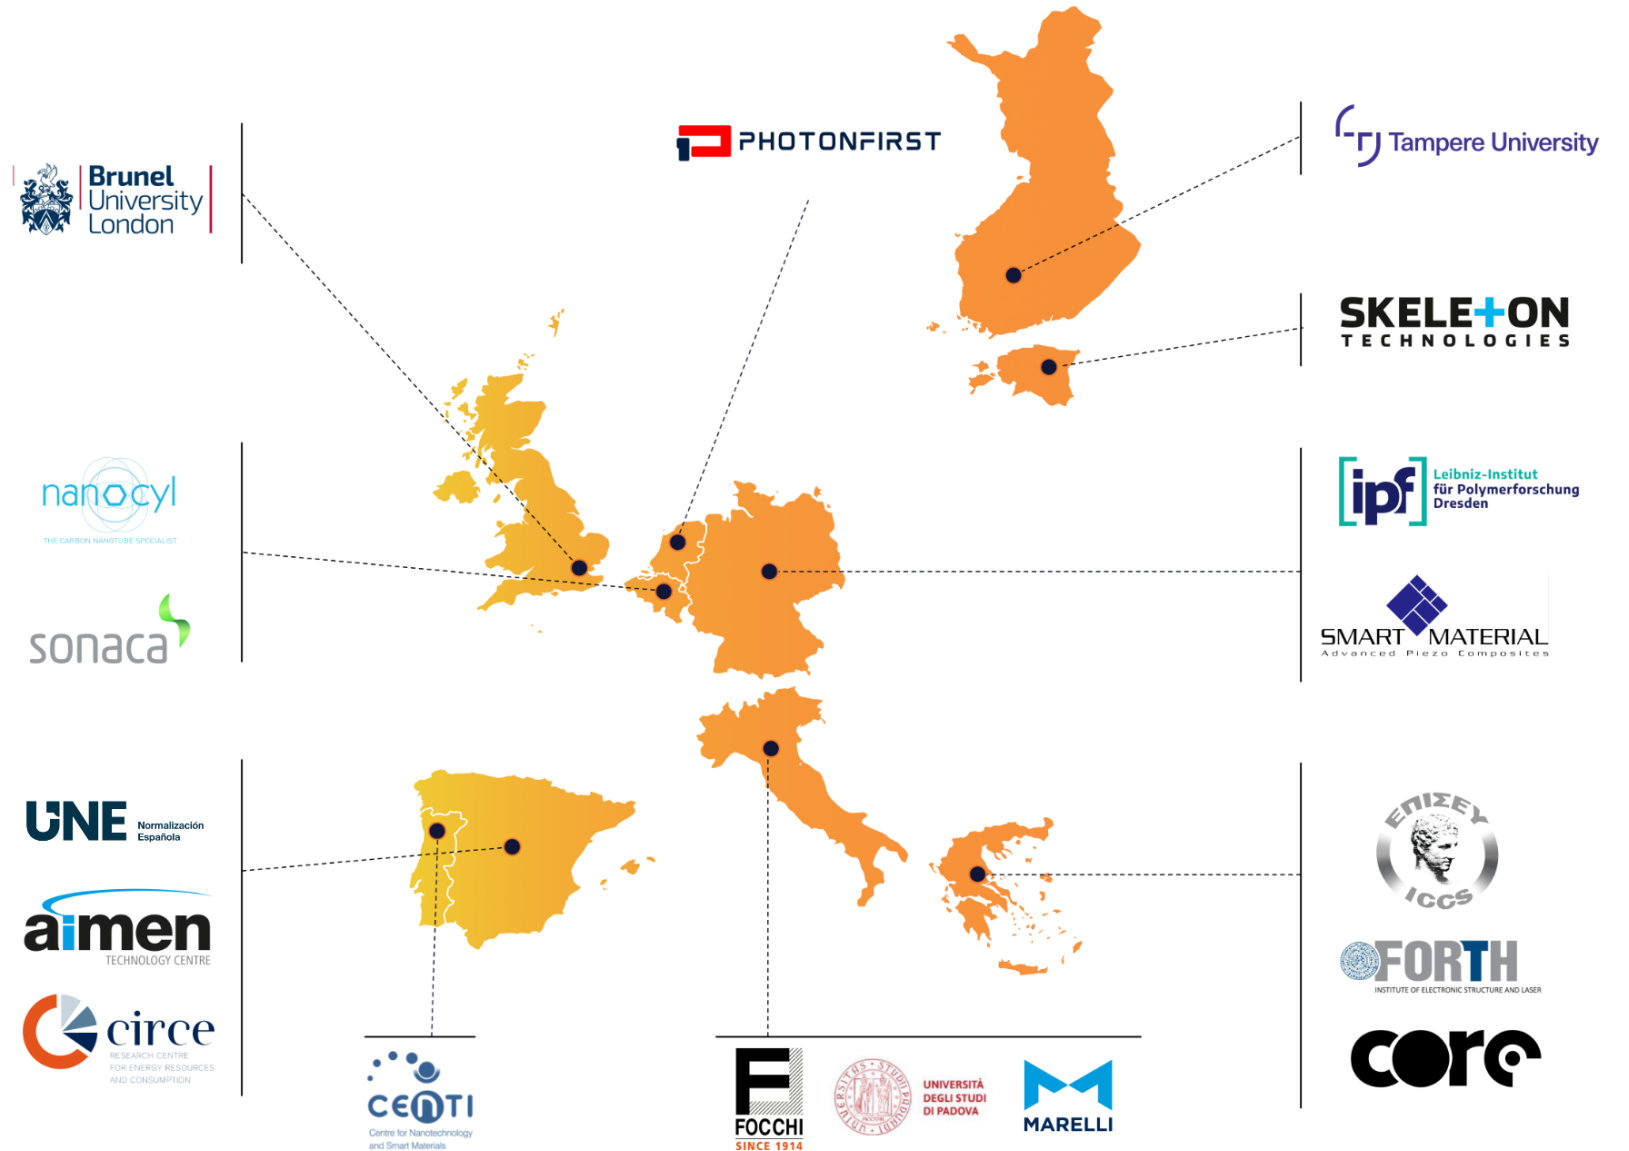 PHOTONFIRST
Tampere University
Brunel
University
London
SKELETON
TECHNOLOGIES
nanocyl
THE CARBON NANOTUBE SPECIALIST
ipf
Leibniz-Institut
für Polymerforschung
Dresden
sonaca
SMART MATERIAL
Advanced Piezo Composites
UNE
Normalización
Española
ΕΠΙΣΕΥ
ICCS
aimen
TECHNOLOGY CENTRE
FORTH
INSTITUTE OF ELECTRONIC STRUCTURE AND LASER
circe
RESEARCH CENTRE
FOR ENERGY RESOURCES
AND CONSUMPTION
core
CENTI
Centre for Nanotechnology
and Smart Materials
F
FOCCHI
SINCE 1914
UNIVERSITÀ
DEGLI STUDI
DI PADOVA
MARELLI